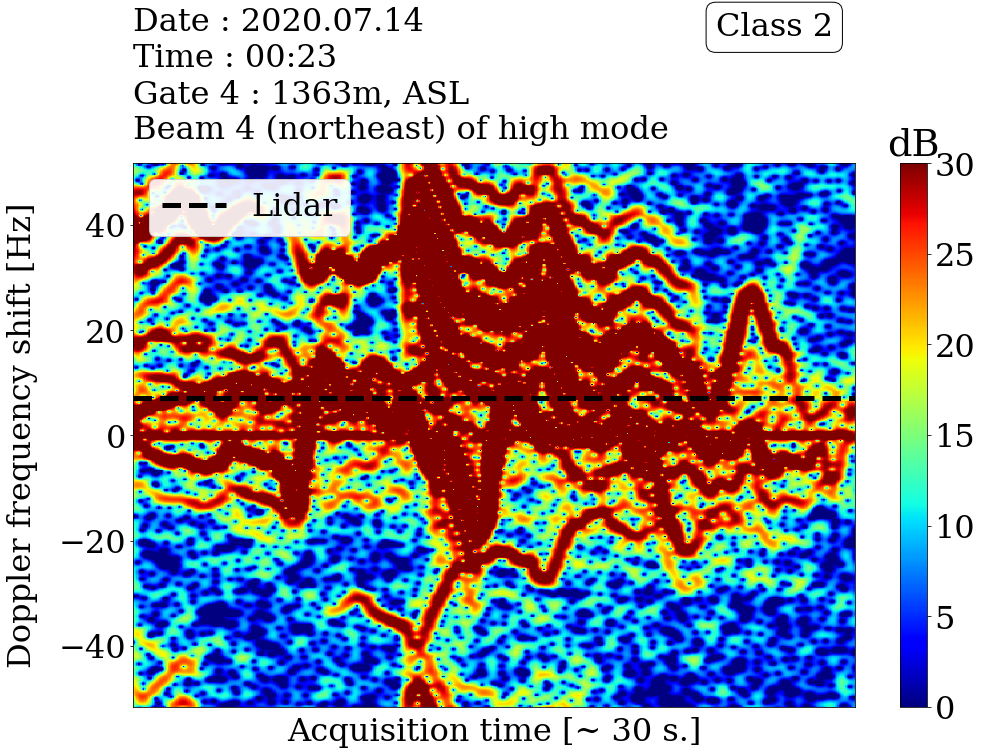 Date : 2020.07.14
Time : 00:23
Gate 4 : 1363m, ASL
Beam 4 (northeast) of high mode
Class 2
dB
Lidar
Doppler frequency shift [Hz]
40
20
0
−20
−40
Acquisition time [~ 30 s.]
30
25
20
15
10
5
0